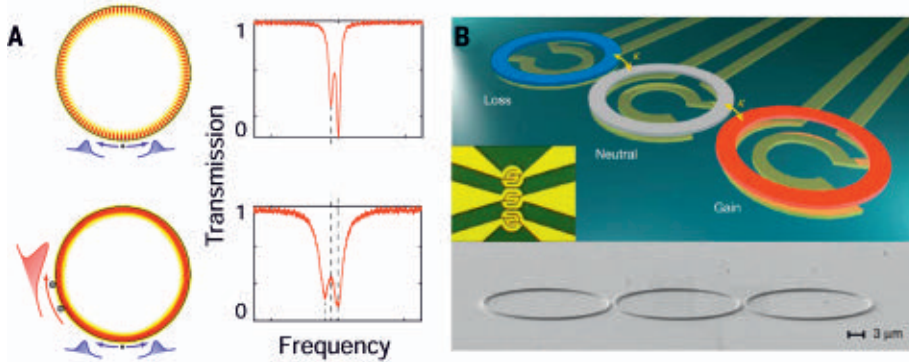 A
1
0
1
0
Transmission
Frequency
B
Loss
κ
Neutral
κ
Gain
3 μm